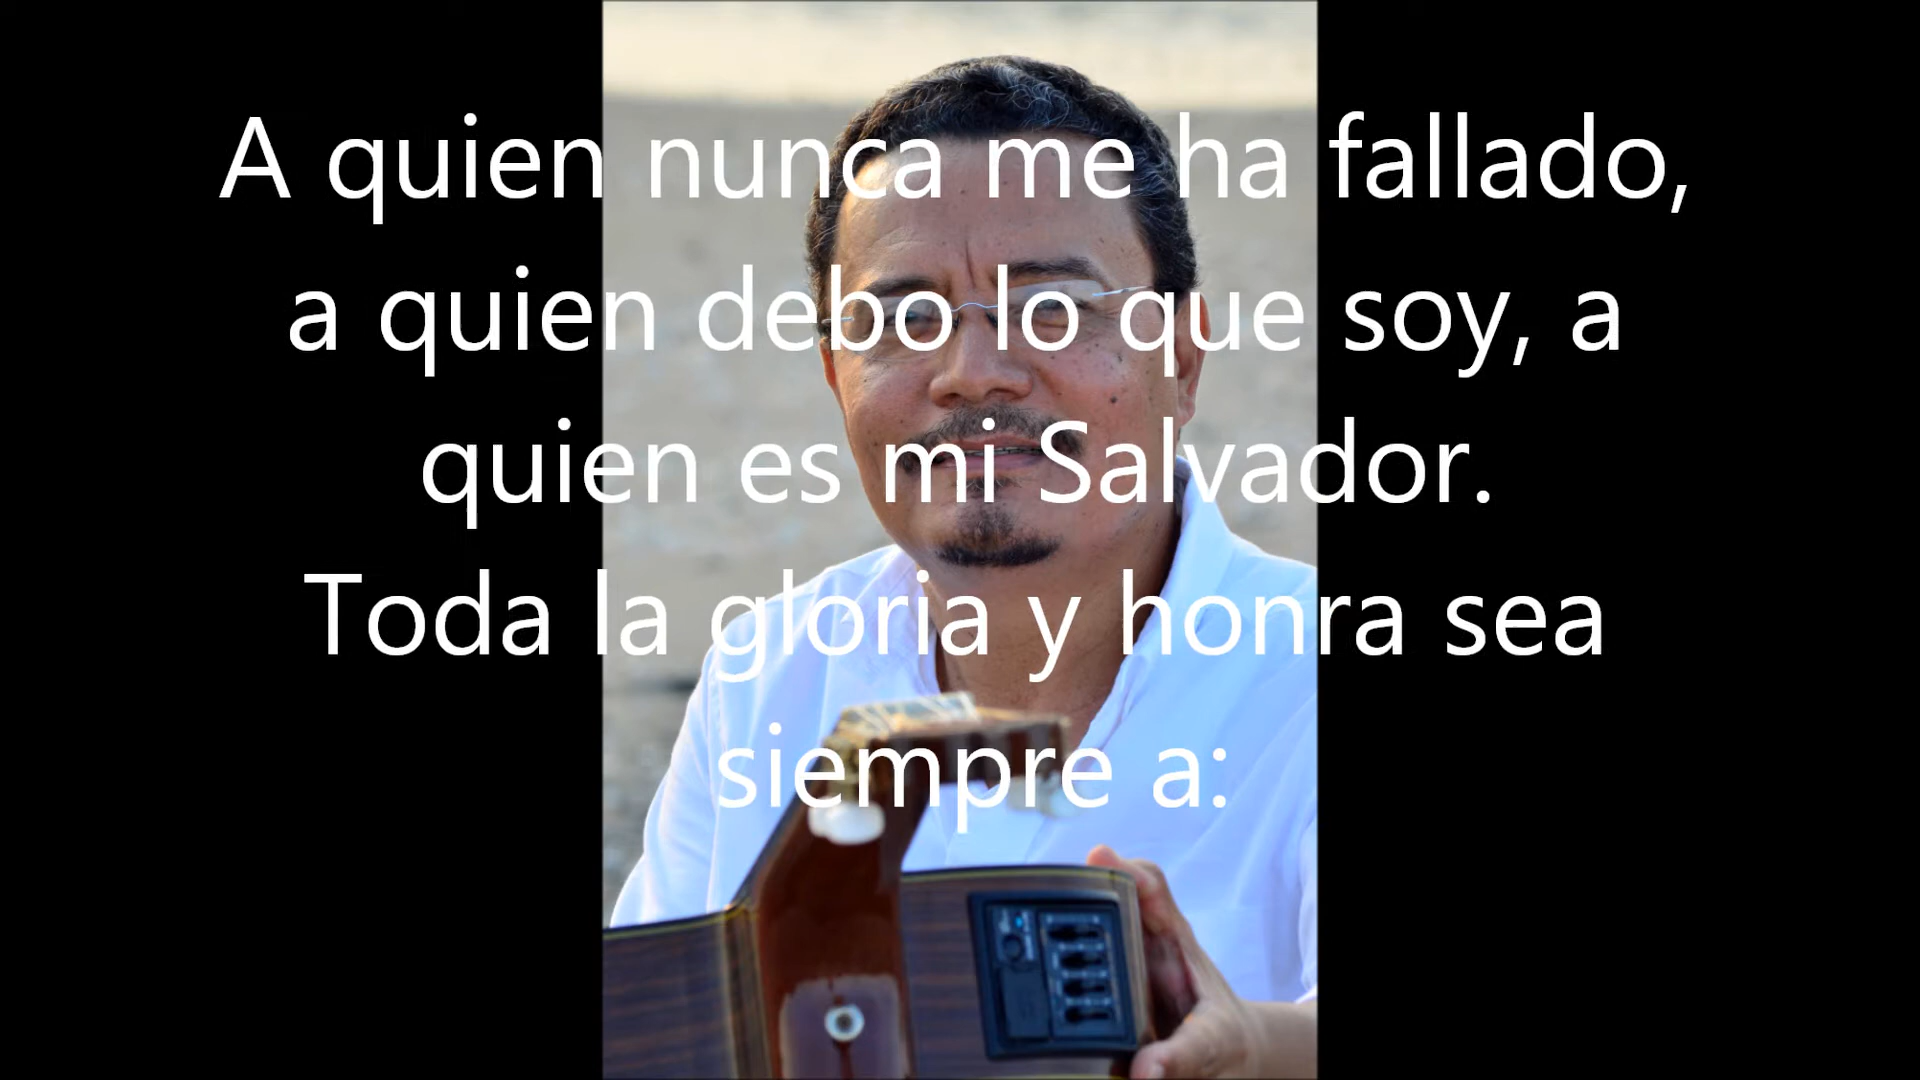 A quien nunca me ha fallado,
a quien debo lo que soy, a
quien es mi Salvador.
Toda la gloria y honra sea
siempre a: